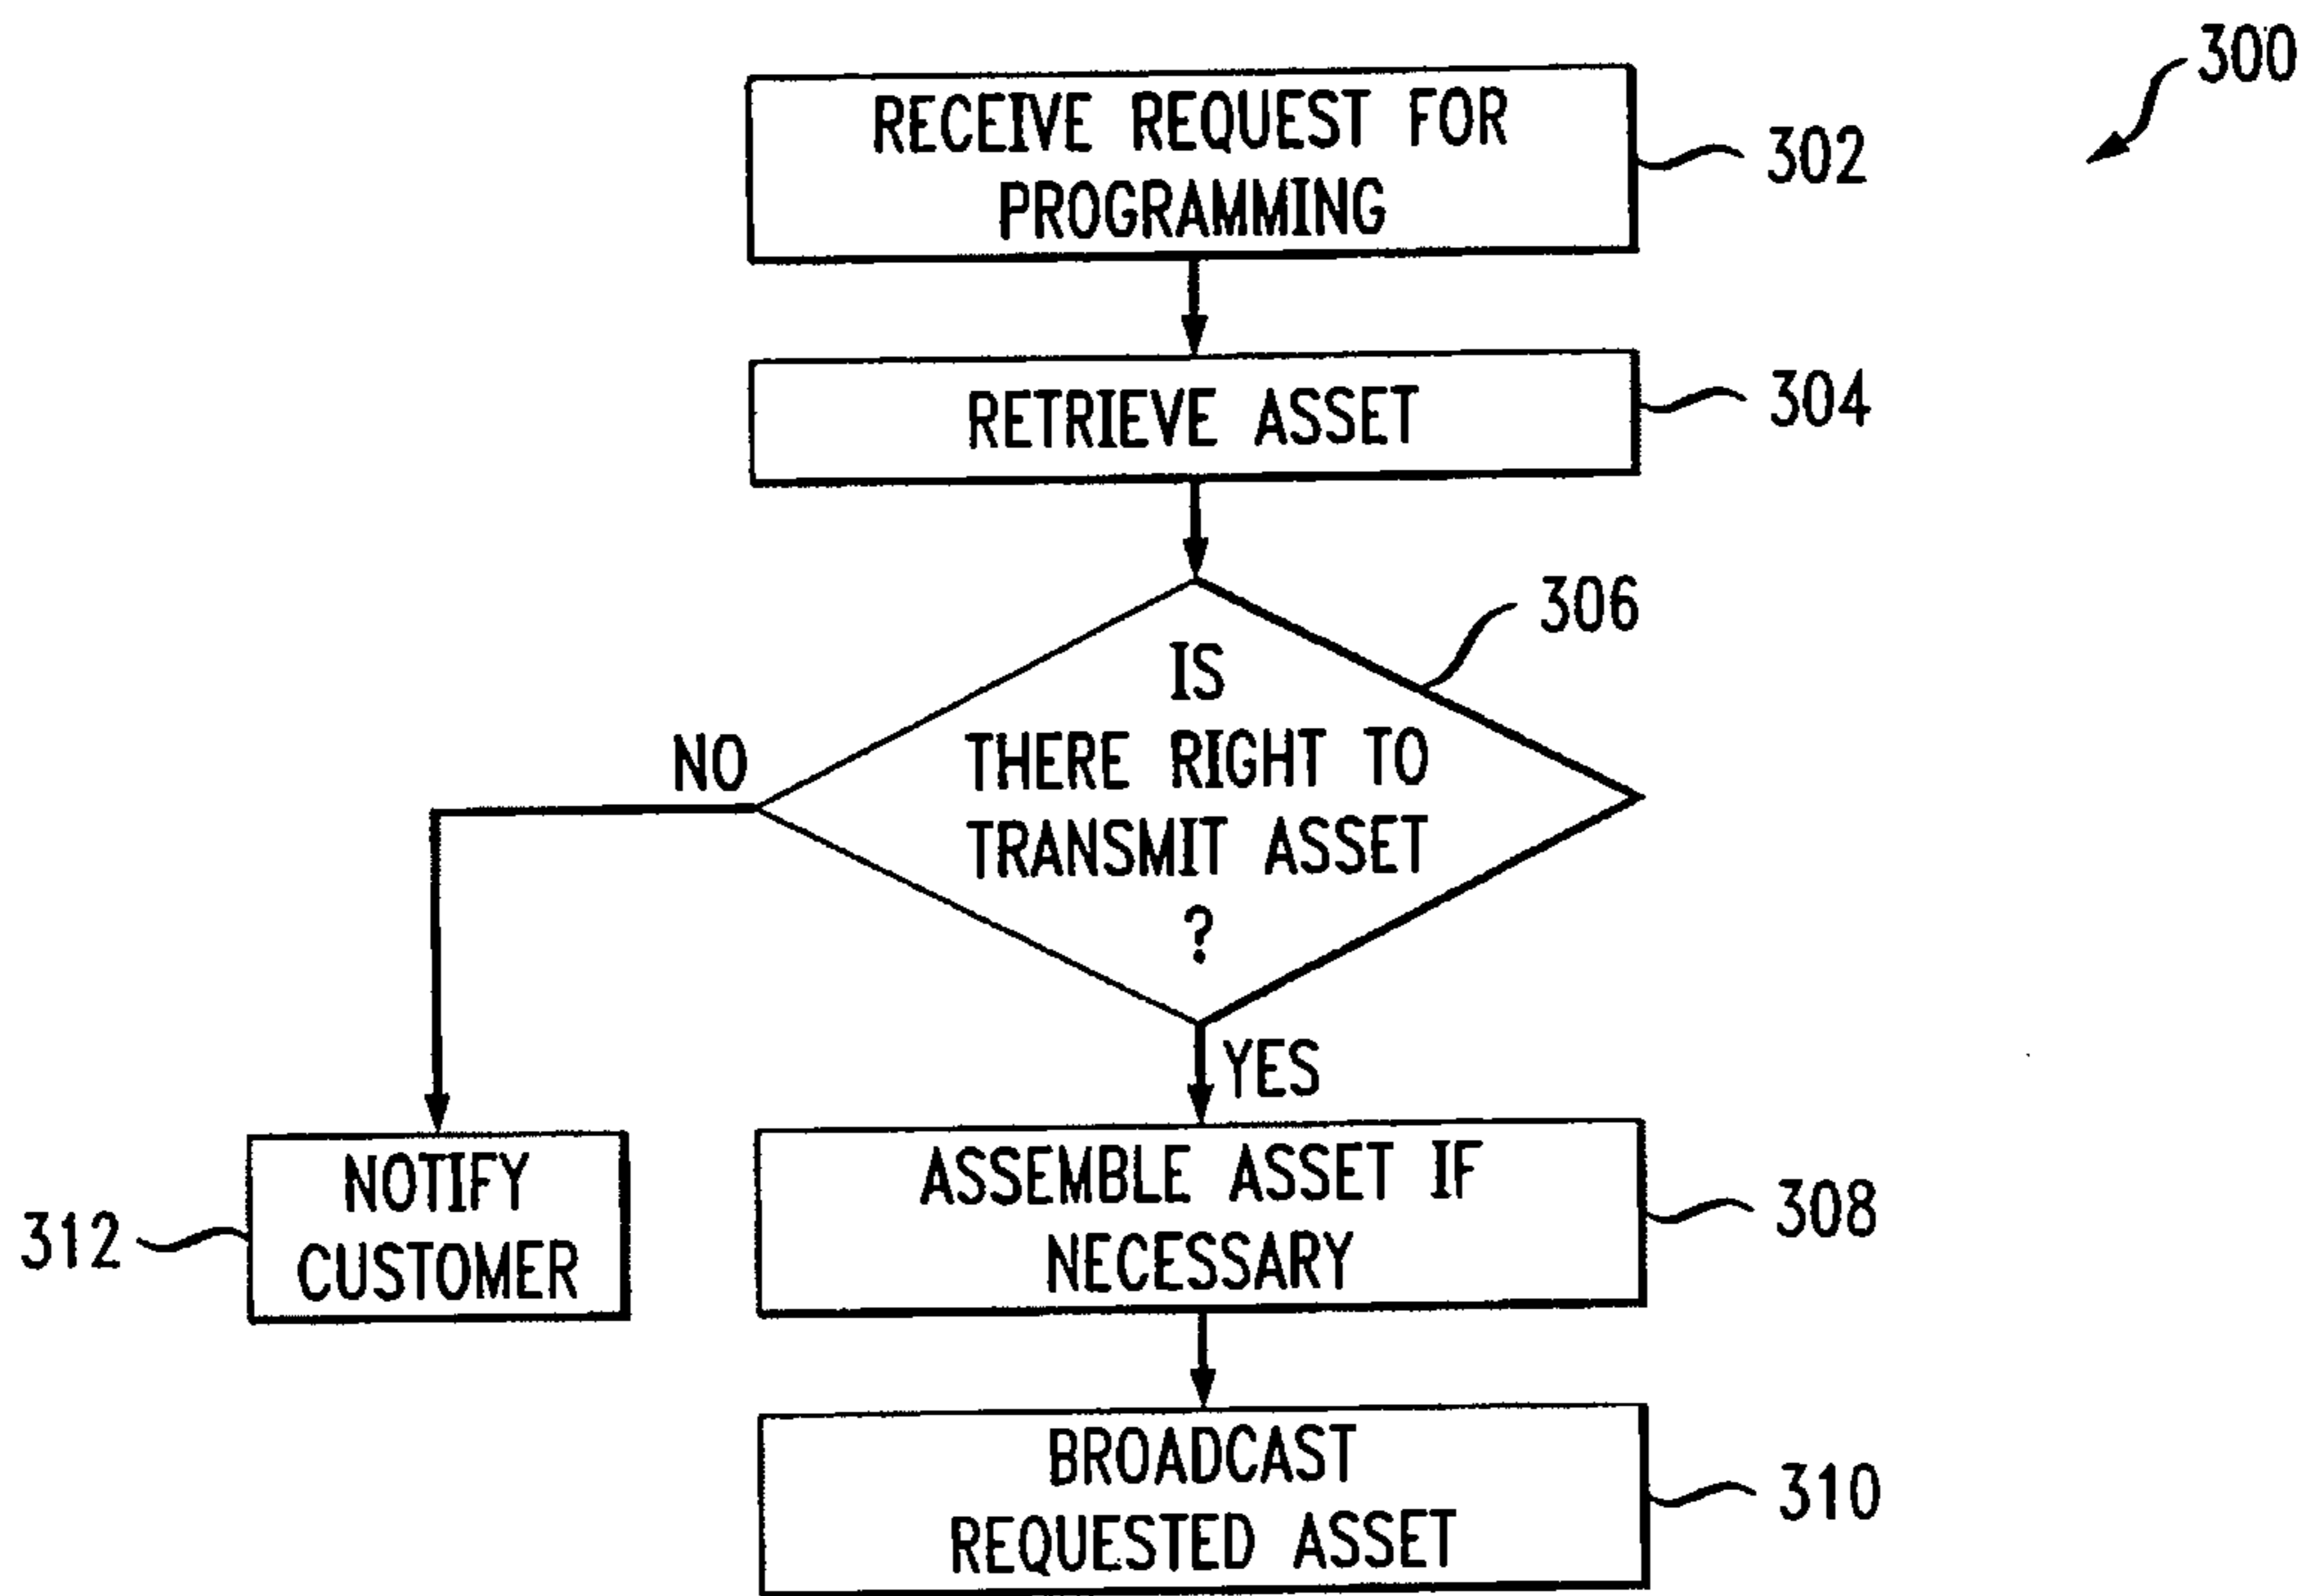 300
RECEIVE REQUEST FOR
PROGRAMMING
302
RETRIEVE ASSET
304
306
IS
THERE RIGHT TO
TRANSMIT ASSET
?
NO
YES
NOTIFY
CUSTOMER
312
ASSEMBLE ASSET IF
NECESSARY
308
BROADCAST
REQUESTED ASSET
310